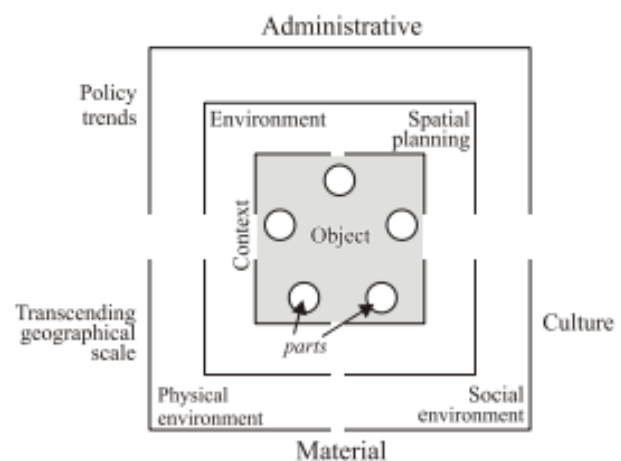 Administrative
Policy
trends
Environment
Spatial
planning
Context
Object
Transcending
geographical
scale
parts
Culture
Physical
environment
Social
environment
Material